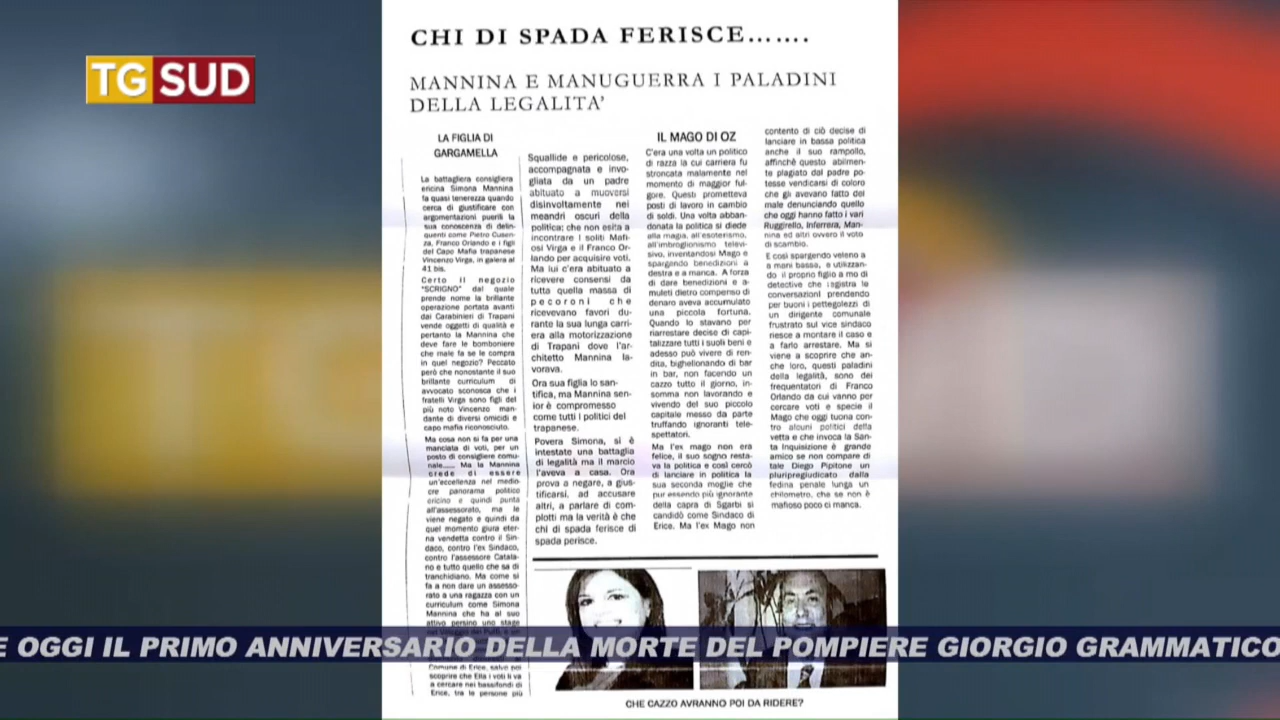 TG SUD
CHI DI SPADA FERISCE.......
MANNINA E MANUGUERRA I PALADINI
DELLA LEGALITA'
LA FIGLIA DI
GARGAMELLA
La battagliera consigliera
ericina Simona Mannina
fa quasi tenerezza quando
cerca di giustificare con
argomentazioni puerili la
sua conoscenza di delin-
quenti come Pietro Cusen-
za, Franco Orlando e i figli
del Capo Mafia trapanese
Vincenzo Virga, in galera al
41 bis.
Certo il negozio
"SCRIGNO" dal quale
prende nome la brillante
operazione portata avanti
dai Carabinieri di Trapani
vende oggetti di qualità e
pertanto la Mannina che
deve fare le bomboniere
che male fa se le compra
in quel negozio? Peccato
però che nonostante il suo
brillante curriculum di
avvocato sconosca che i
fratelli Virga sono figli del
più noto Vincenzo man-
dante di diversi omicidi e
capo mafia riconosciuto.
Ma cosa non si fa per una
manciata di voti, per un
posto di consigliere comu-
nale..... Ma la Mannina
crede di essere
un'eccellenza nel medio-
cre panorama politico
ericino e quindi punta
all'assessorato, ma le
viene negato e quindi da
quel momento giura eter-
na vendetta contro il Sin-
daco, contro l'ex Sindaco,
contro l'assessore Catala-
no e tutto quello che sa di
tranchidiano. Ma come si
fa a non dare un assesso-
rato a una ragazza con un
curriculum come Simona
Mannina che ha al suo
attivo persino uno stage
Comune di Erice, salvo poi
scoprire che Ella i voti li va
a cercare nei bassifondi di
Erice, tra le persone più
Squallide e pericolose,
accompagnata e invo-
gliata da un padre
abituato a muoversi
disinvoltamente nei
meandri oscuri della
politica; che non esita a
incontrare i soliti Mafi-
osi Virga e il Franco Or-
lando per acquisire voti.
Ma lui c'era abituato a
ricevere consensi da
tutta quella massa di
pecoroni che
ricevevano favori du-
rante la sua lunga carri-
era alla motorizzazione
di Trapani dove l'ar-
chitetto Mannina la-
vorava.
Ora sua figlia lo san-
tifica, ma Mannina sen-
ior è compromesso
come tutti i politici del
trapanese.
Povera Simona, si è
intestato una battaglia
di legalità ma il marcio
l'aveva a casa. Ora
prova a negare, a gius-
tificarsi, ad accusare
altri, a parlare di com-
plotti ma la verità è che
chi di spada ferisce di
spada perisce.
IL MAGO DI OZ
C'era una volta un politico
di razza la cui carriera fu
stroncata malamente nel
momento di maggior ful-
gore. Questi prometteva
posti di lavoro in cambio
di soldi. Una volta abban-
donata la politica si diede
alla magia, all'esoterismo,
all'imbroglionismo televi-
sivo, inventandosi Mago e
spargendo benedizioni a
destra e a manca. A forza
di dare benedizioni e a-
muleti dietro compenso di
denaro aveva accumulato
una piccola fortuna.
Quando lo stavano per
riarrestare decise di capi-
talizzare tutti i suoi beni e
adesso può vivere di ren-
dita, bighellonando di bar
in bar, non facendo un
cazzo tutto il giorno, in-
somma non lavorando e
vivendo del suo piccolo
capitale messo da parte
truffando ignoranti tele-
spettatori.
Ma l'ex mago non era
felice, il suo sogno resta-
va la politica e così cercò
di lanciare in politica la
sua seconda moglie che
pur essendo più ignorante
della capra di Sgarbi si
candidò come Sindaco di
Erice. Ma l'ex Mago non
contento di ciò decise di
lanciare in bassa politica
anche il suo rampollo,
affinchè questo abilmen-
te plagiato dal padre po-
tesse vendicarsi di coloro
che gli avevano fatto del
male denunciando quello
che oggi hanno fatto i vari
Ruggirello, Inferrera, Man-
nina ed altri ovvero il voto
di scambio.
E così spargendo veleno a
a mani bassa, e utilizzan-
do il proprio figlio a mo di
detective che registra le
conversazioni prendendo
per buoni i pettegolezzi di
un dirigente comunale
frustrato sul vice sindaco
riesce a montare il caso e
a farlo arrestare. Ma si
viene a scoprire che an-
che loro, questi paladini
della legalità, sono dei
frequentatori di Franco
Orlando da cui vanno per
cercare voti e specie il
Mago che oggi tuona con-
tro alcuni politici della
vetta e che invoca la San-
ta Inquisizione è grande
amico se non compare di
tale Diego Pipitone un
pluripregiudicato dalla
fedina penale lunga un
chilometro, che se non è
mafioso poco ci manca.
E OGGI IL PRIMO ANNIVERSARIO DELLA MORTE DEL POMPIERE GIORGIO GRAMMATICO
CHE CAZZO AVRANNO POI DA RIDERE?